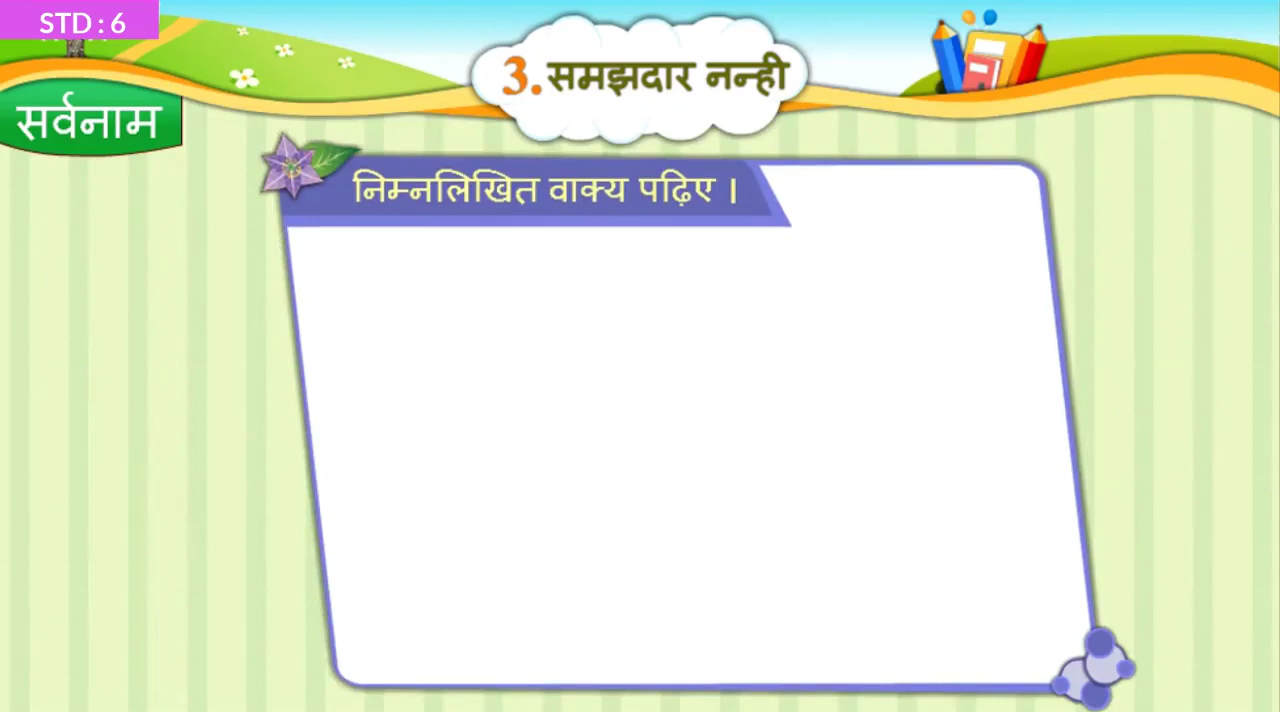 STD : 6
3. समझदार नन्ही
सर्वनाम
निम्नलिखित वाक्य पढ़िए ।